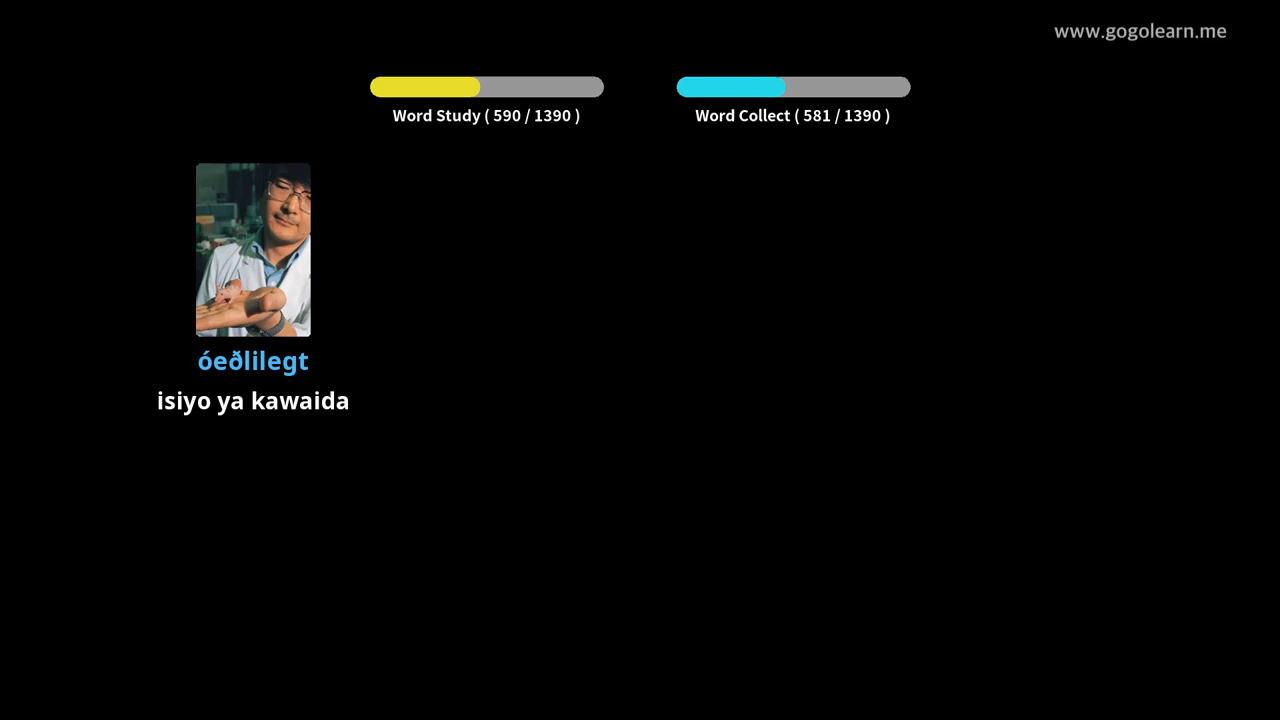 www.gogolearn.me
Word Study ( 590 / 1390 )
Word Collect ( 581 / 1390 )
óeðlilegt
isiyo ya kawaida